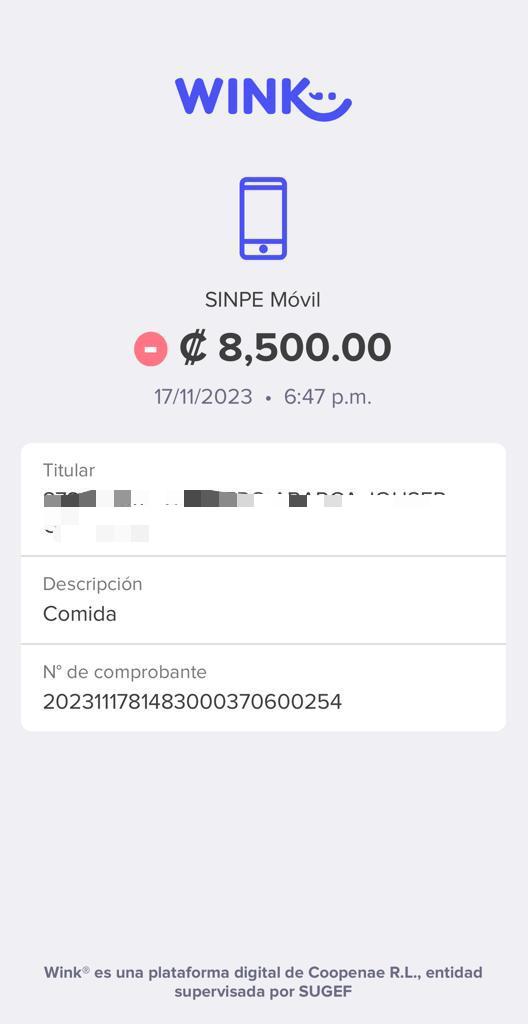 WINK
SINPE Móvil
₡ 8,500.00
17/11/2023 • 6:47 p.m.
Titular
Descripción
Comida
N° de comprobante
2023111781483000370600254
Wink® es una plataforma digital de Coopenae R.L., entidad
supervisada por SUGEF